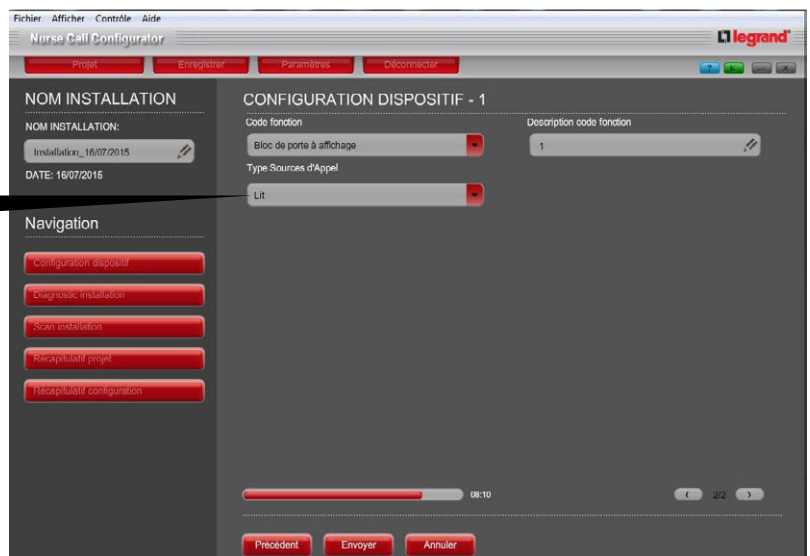 Fichier Afficher Contrôle Aide
Nurse Call Configurator
legrand
Projet Enregistrer Paramètres Déconnecter
? < – X
NOM INSTALLATION
NOM INSTALLATION:
Installation_16/07/2015
DATE: 16/07/2015
Navigation
Configuration dispositif
Diagnostic installation
Scan installation
Récapitulatif projet
Récapitulatif configuration
CONFIGURATION DISPOSITIF - 1
Code fonction
Bloc de porte à affichage
Description code fonction
1
Type Sources d'Appel
Lit
08:10
2/2
Précédent Envoyer Annuler